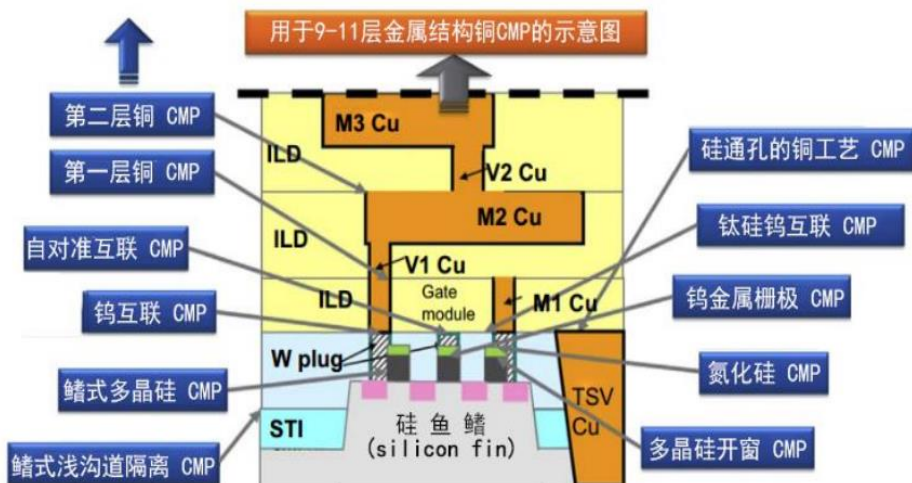 用于9-11层金属结构铜CMP的示意图
第二层铜 CMP
第一层铜 CMP
自对准互联 CMP
钨互联 CMP
鳍式多晶硅 CMP
鳍式浅沟道隔离 CMP
M3 Cu
ILD
V2 Cu
M2 Cu
ILD
V1 Cu
ILD
Gate
module
M1 Cu
W plug
STI
硅鱼鳍
(silicon fin)
TSV
Cu
硅通孔的铜工艺 CMP
钛硅钨互联 CMP
钨金属栅极 CMP
氮化硅 CMP
多晶硅开窗 CMP